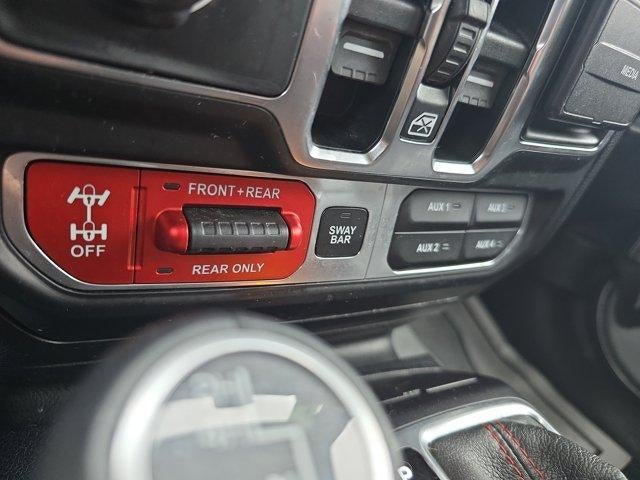 MEDIA
FRONT+REAR
OFF
REAR ONLY
SWAY
BAR
AUX 1
AUX 3
AUX 2
AUX 4